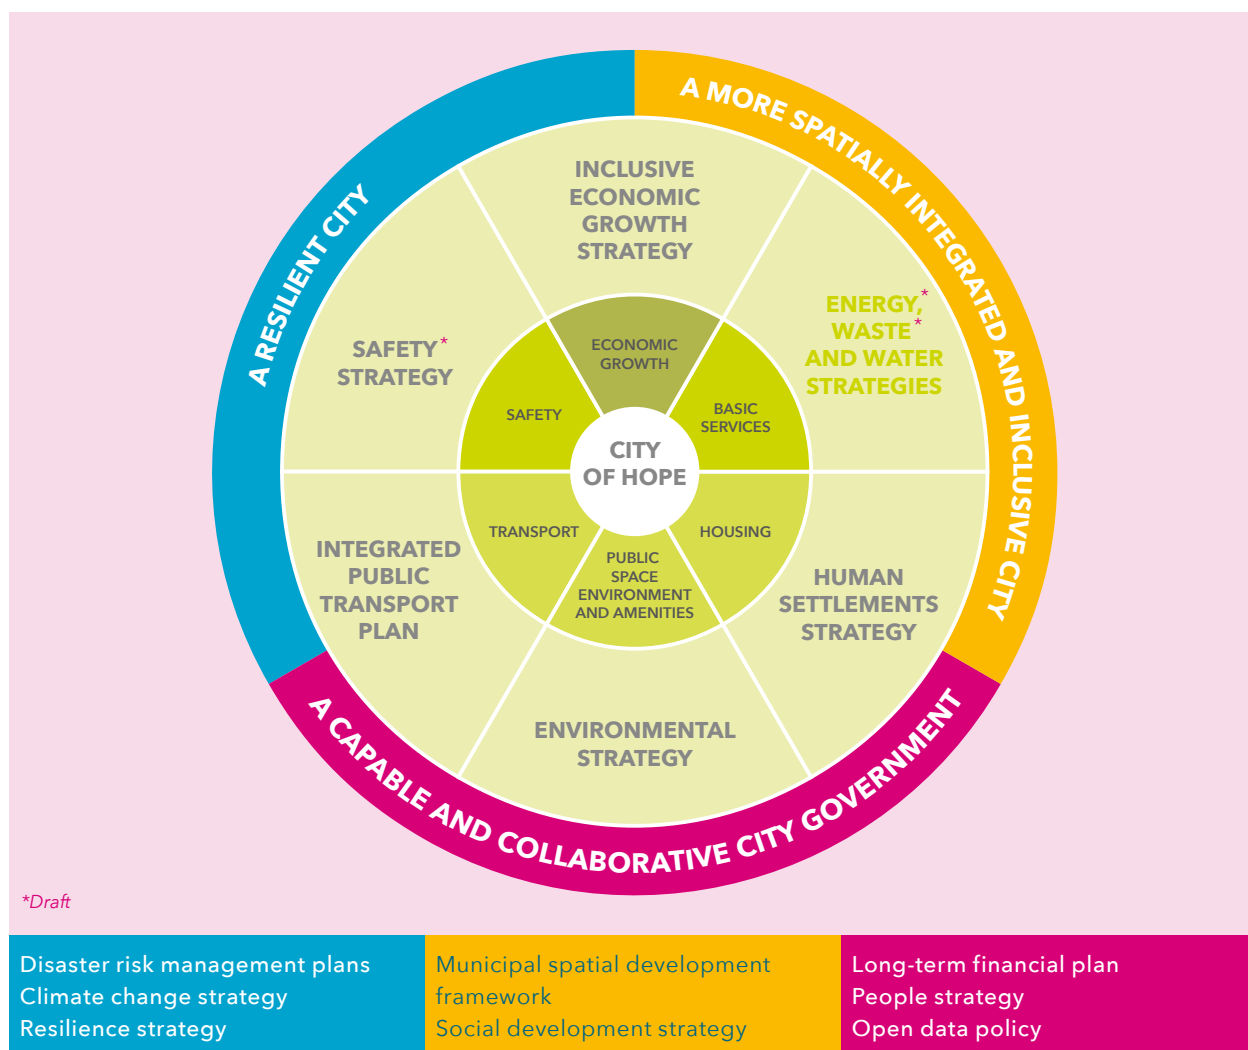 A RESILIENT CITY
A MORE SPATIALLY INTEGRATED AND INCLUSIVE CITY
A CAPABLE AND COLLABORATIVE CITY GOVERNMENT
INCLUSIVE
ECONOMIC
GROWTH
STRATEGY
ENERGY,*
WASTE*
AND WATER
STRATEGIES
HUMAN
SETTLEMENTS
STRATEGY
ENVIRONMENTAL
STRATEGY
INTEGRATED
PUBLIC
TRANSPORT
PLAN
SAFETY*
STRATEGY
ECONOMIC
GROWTH
BASIC
SERVICES
HOUSING
PUBLIC
SPACE
ENVIRONMENT
AND AMENITIES
TRANSPORT
SAFETY
CITY
OF HOPE
*Draft
Disaster risk management plans
Climate change strategy
Resilience strategy
Municipal spatial development
framework
Social development strategy
Long-term financial plan
People strategy
Open data policy